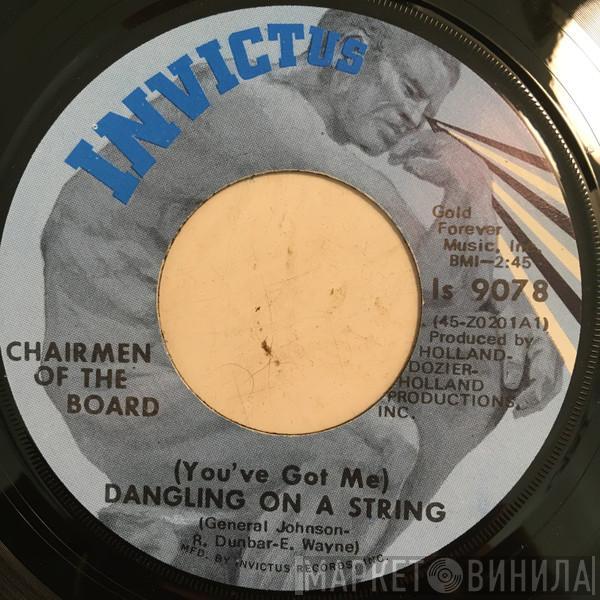 INVICTUS
Gold
Forever
Music, In
BMI-2:45
Is 9078
(45-Z0201A1)
Produced by
HOLLAND-
DOZIER-
HOLLAND
PRODUCTIONS,
INC.
CHAIRMEN
OF THE
BOARD
(You've Got Me)
DANGLING ON A STRING
(General Johnson-
R. Dunbar-E. Wayne)
MFD. BY INVICTUS RECORDS, INC.
МАРКЕТ ВИНИЛА